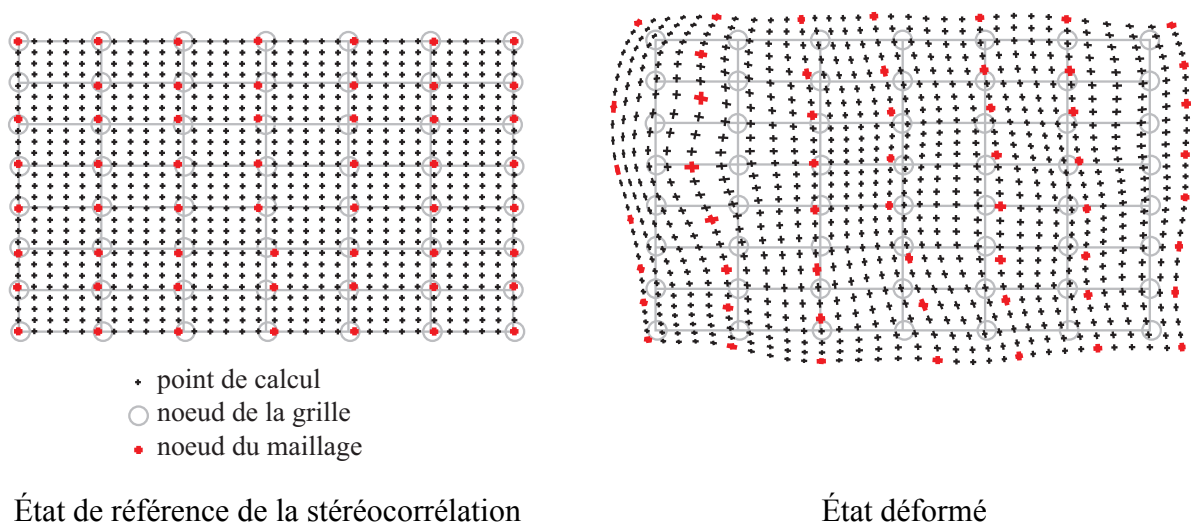 point de calcul
noeud de la grille
noeud du maillage
État de référence de la stéréocorrélation
État déformé